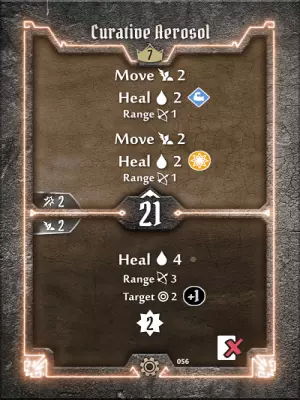 Curative Aerosol
7
Move 2
Heal 2
Range 1
Move 2
Heal 2
Range 1
2
21
2
Heal 4
Range 3
Target 2 +1
2
056